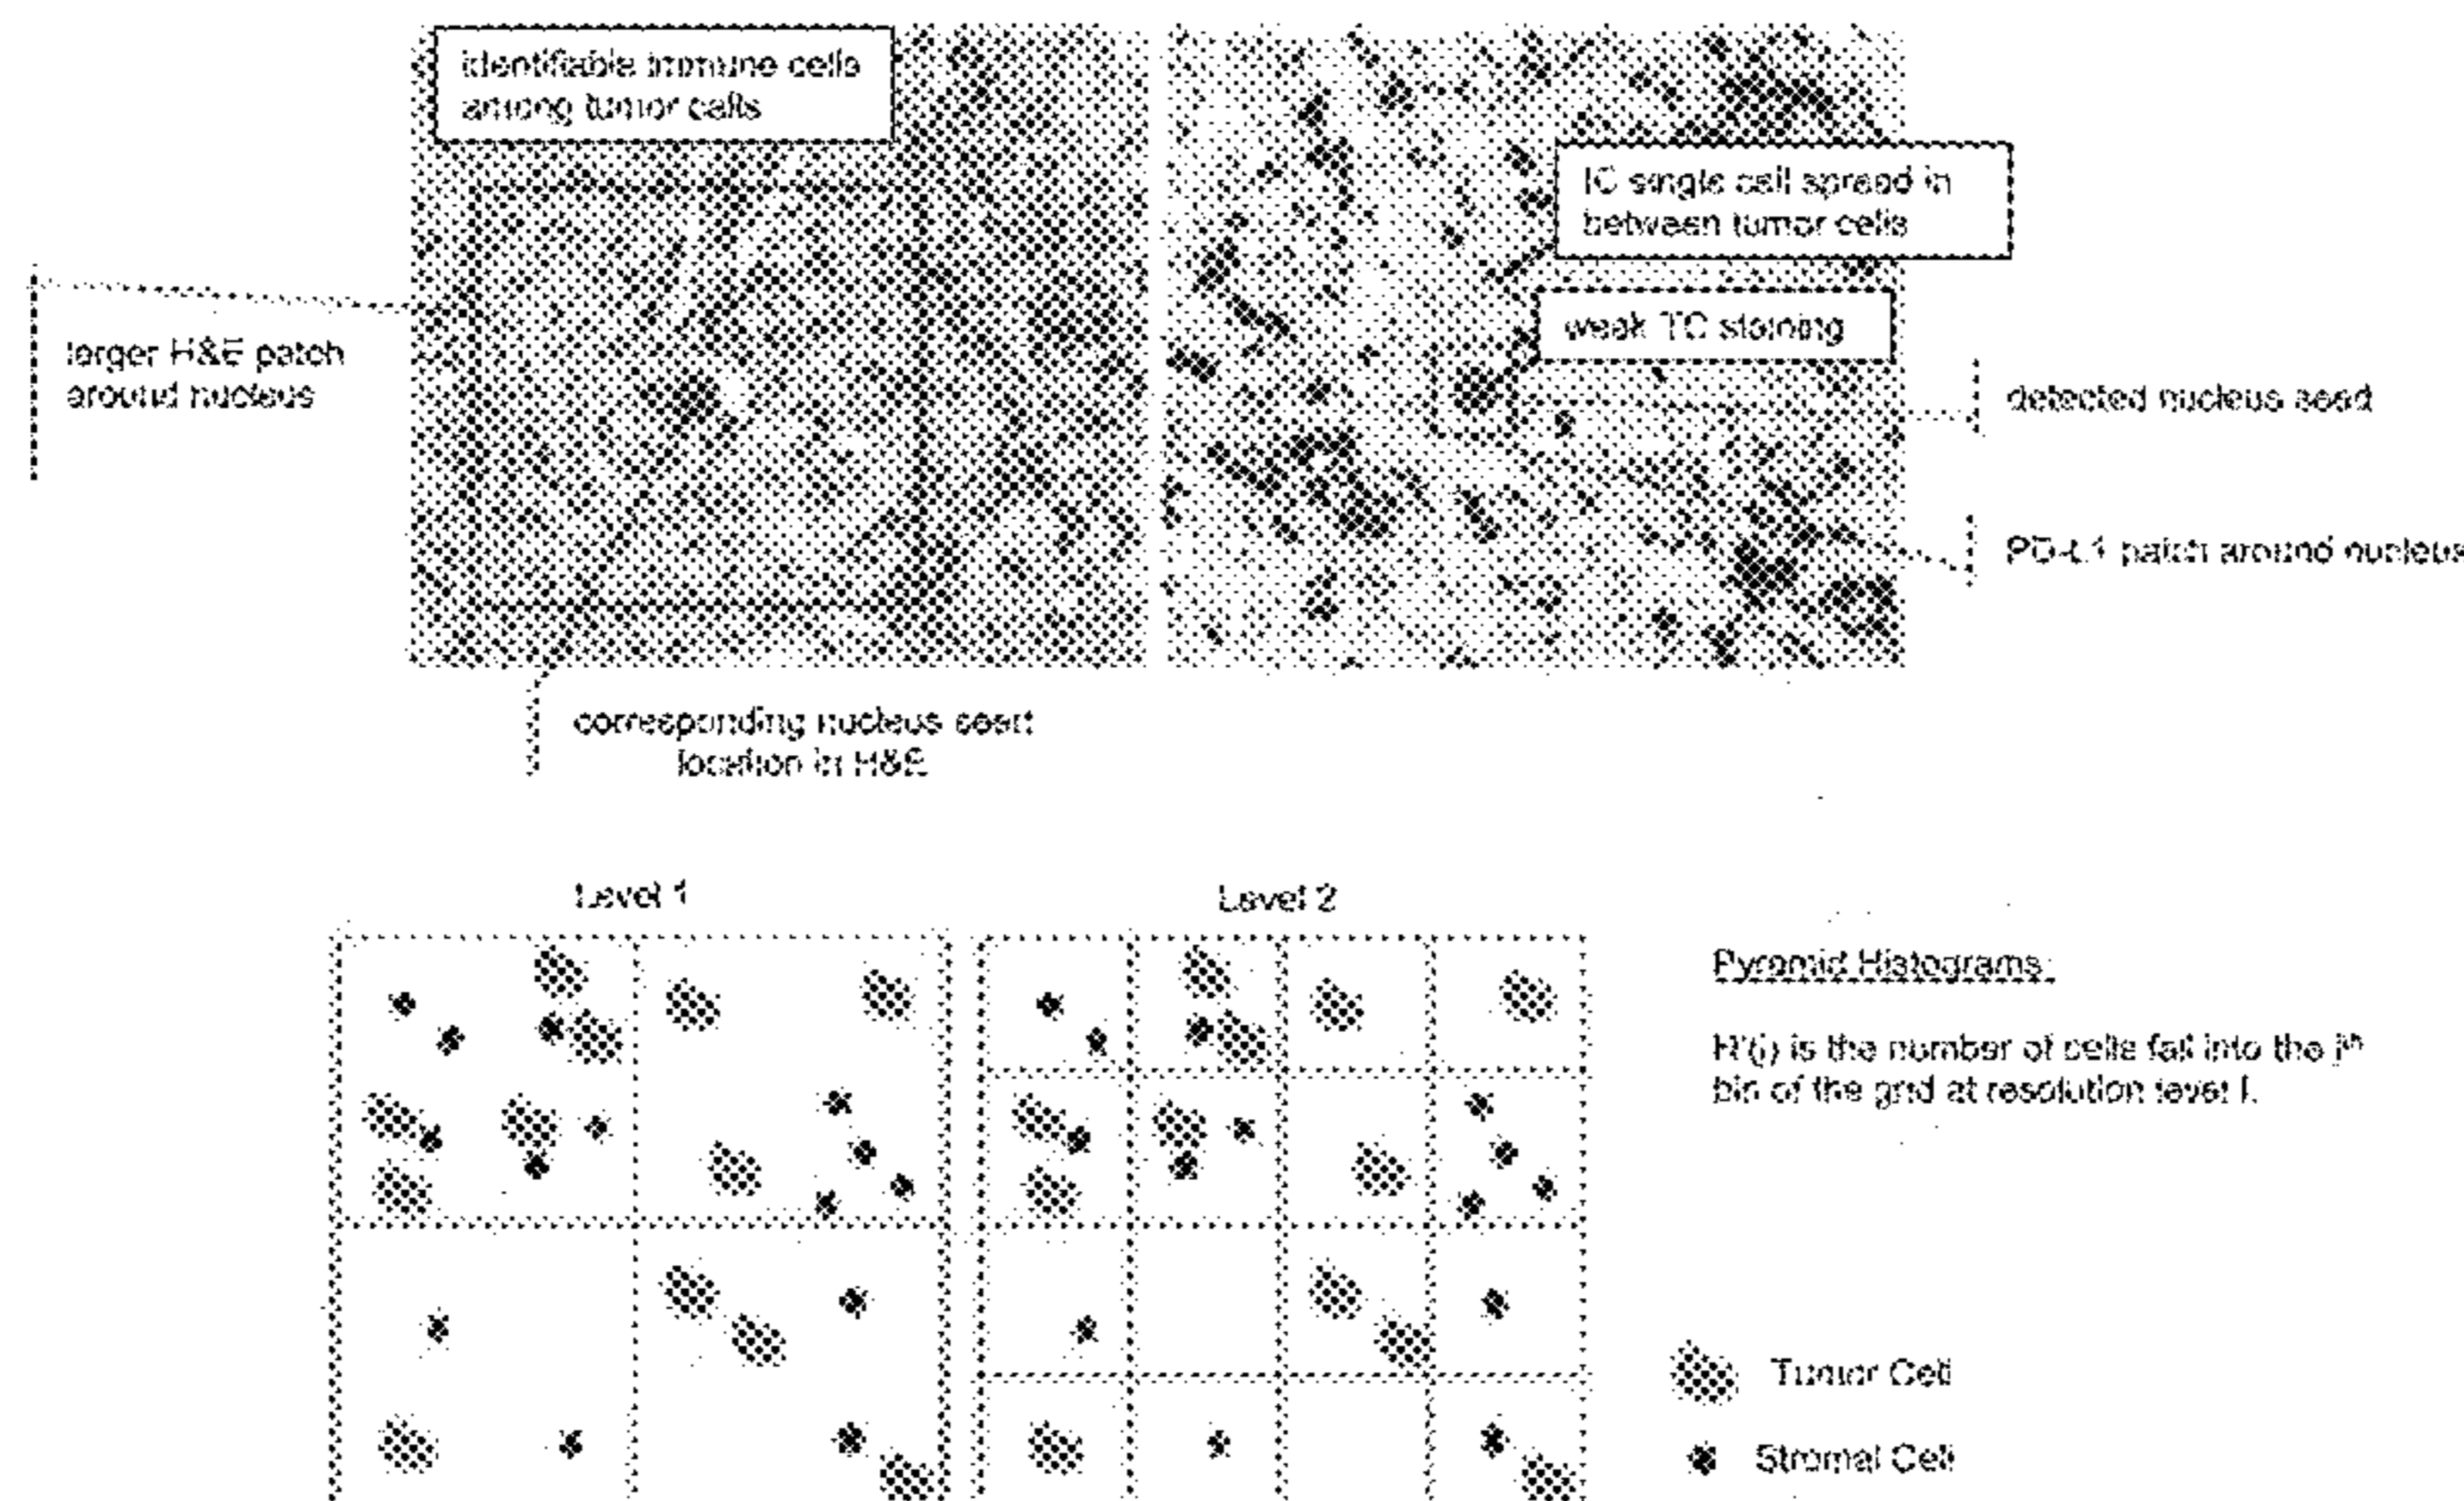 identifiable immune cells
among tumor cells
IC single cell spread in
between tumor cells
weak TC staining
larger H&E patch
around nucleus
detected nucleus seed
PD-L1 patch around nucleus
corresponding nucleus seed
location in H&E
Level 1
Level 2
Pyramid Histograms:
is the number of cells fall into the jth
bin of the grid at resolution level l.
Tumor Cell
Stromal Cell